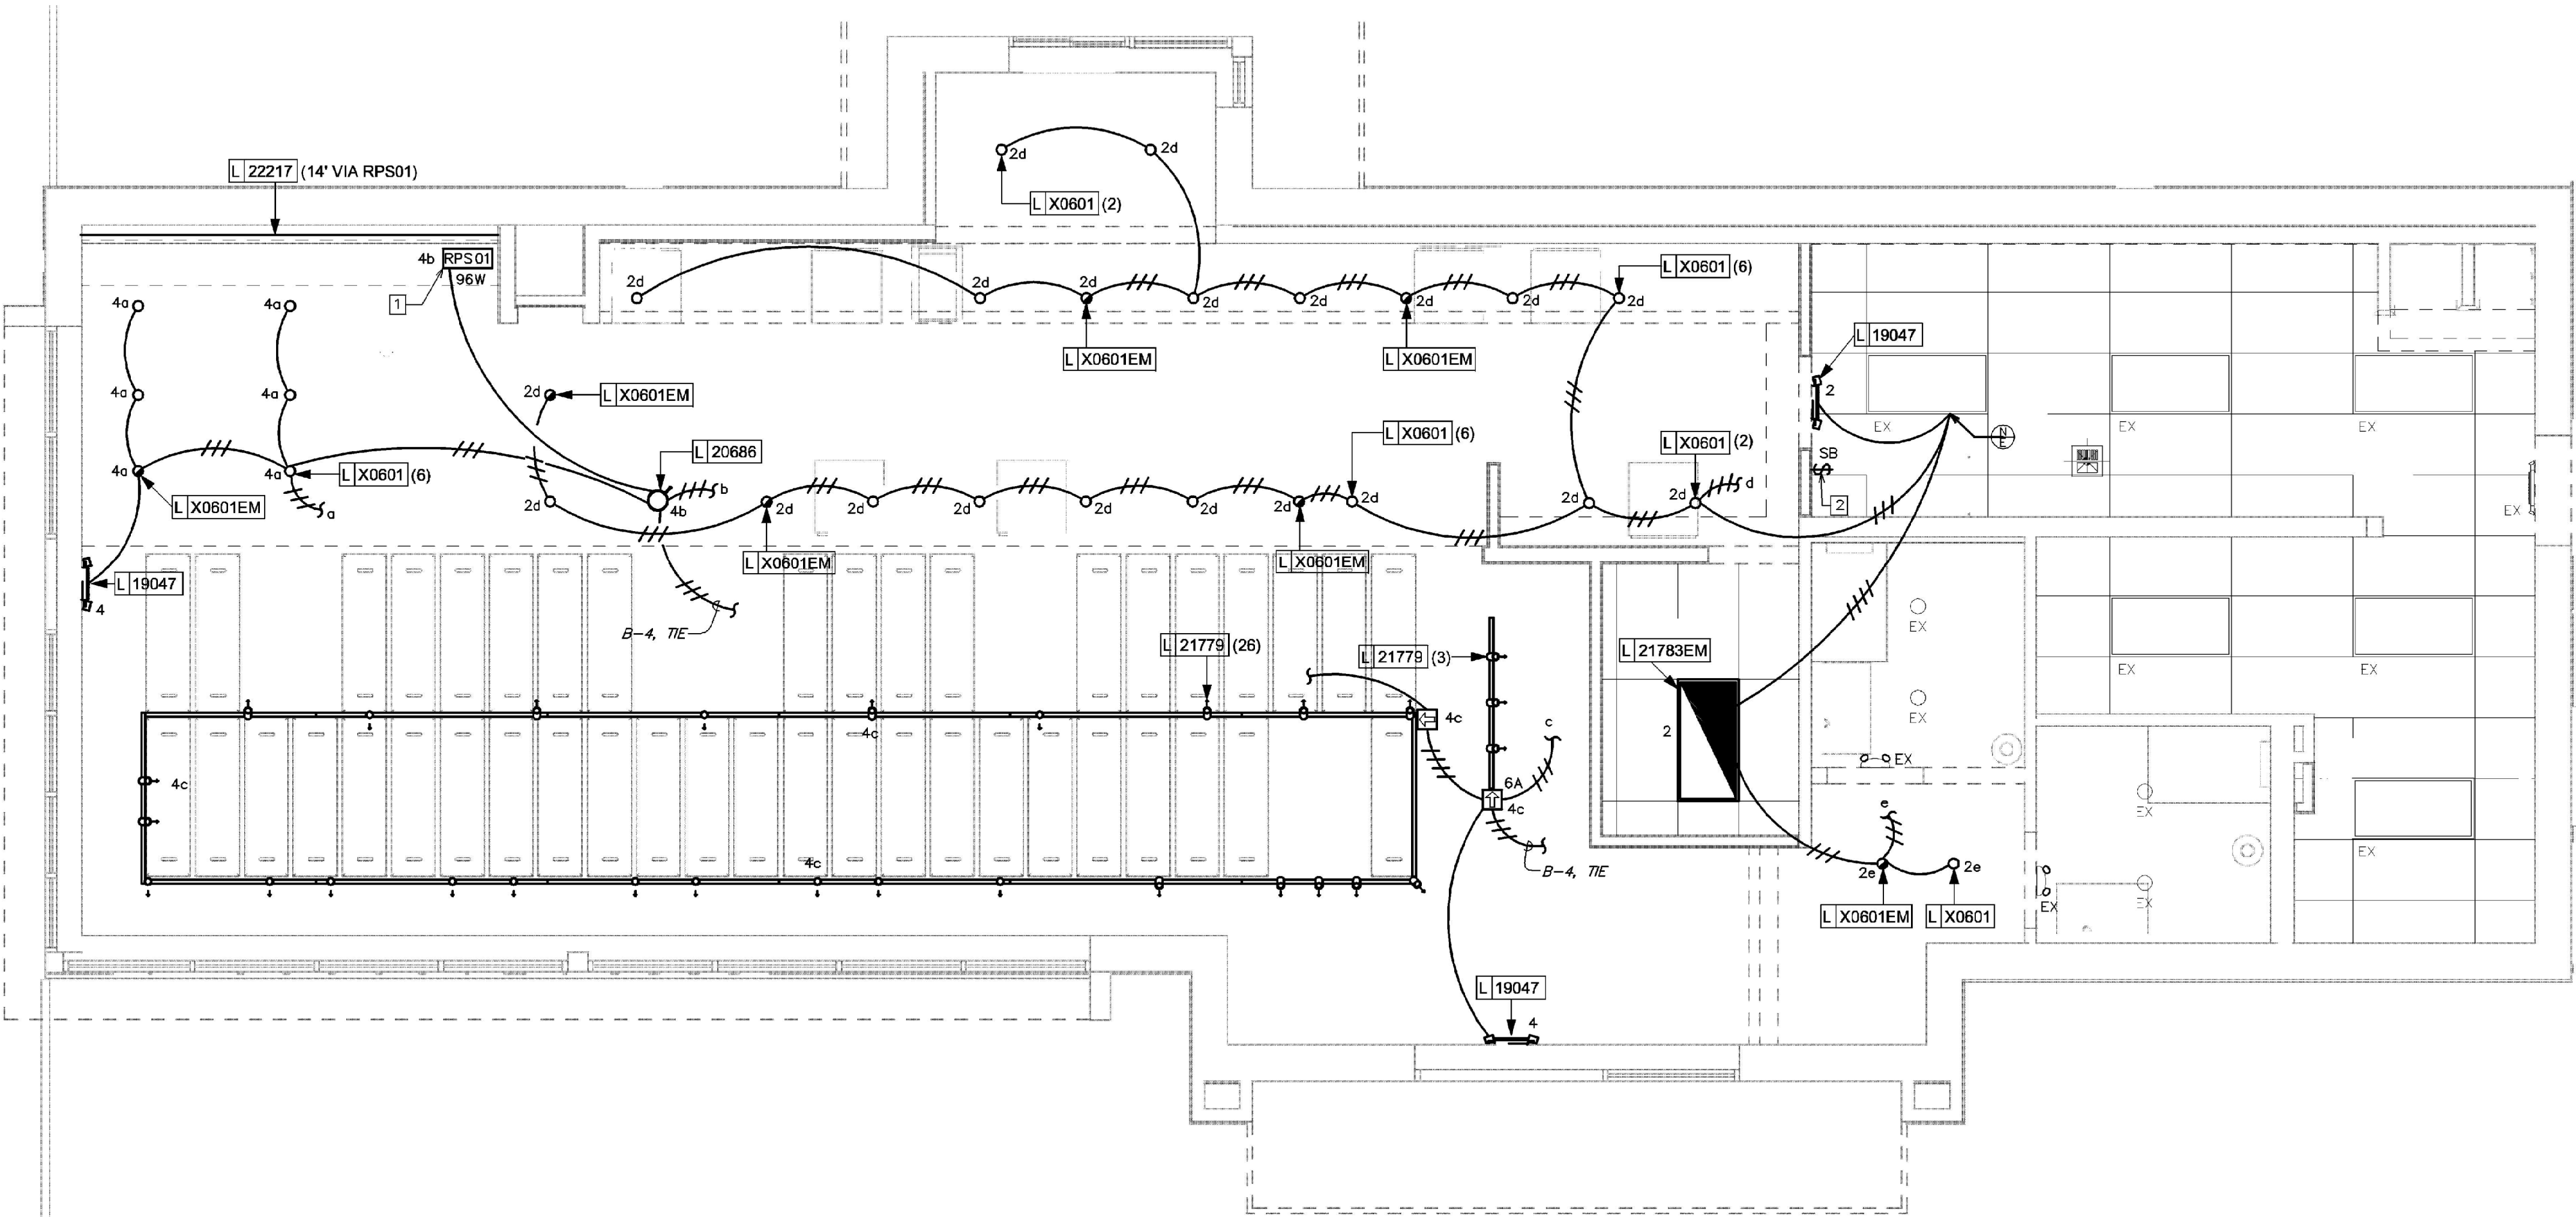 2d
2d
L 22217 (14' VIA RPS01)
L X0601 (2)
4b RPS01
96W
1
4a
4a
2d
2d
2d
2d
2d
2d
2d
2d
L X0601 (6)
L X0601EM
L X0601EM
L 19047
2
EX
EX
EX
4a
4a
2d
L X0601EM
N
E
L X0601 (6)
L X0601 (2)
L 20686
SB
2
4a
4a
L X0601 (6)
a
L X0601EM
b
4b
2d
2d
2d
2d
2d
2d
2d
2d
2d
2d
d
EX
L X0601EM
L X0601EM
L 19047
4
B-4, TIE
EX
L 21779 (26)
L 21779 (3)
L 21783EM
EX
EX
EX
4c
4c
c
2
EX
4c
6A
4c
EX
4c
B-4, TIE
e
2e
2e
EX
EX
EX
L X0601EM
L X0601
L 19047
4